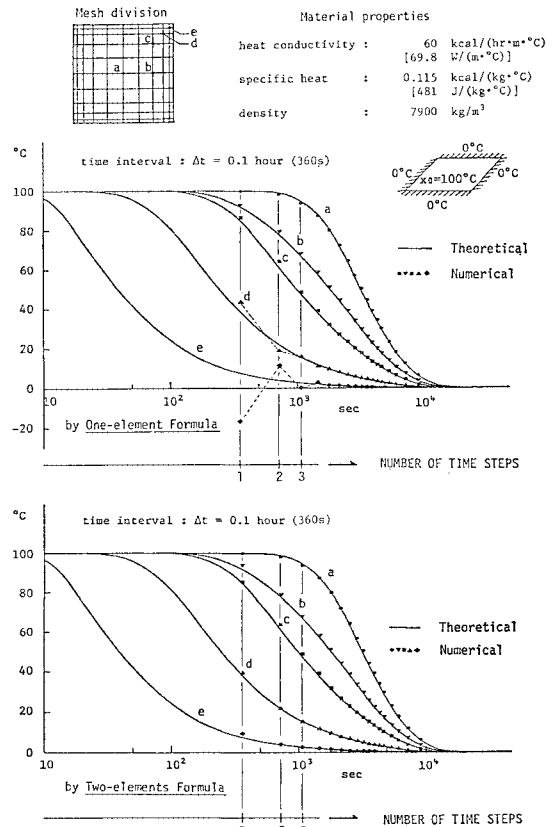 Mesh division
e
d
c
a
b
Material properties
heat conductivity : 60 kcal/(hr·m·°C)
[69.8 W/(m·°C)]
specific heat : 0.115 kcal/(kg·°C)
[481 J/(kg·°C)]
density : 7900 kg/m³
°C
time interval : Δt = 0.1 hour (360s)
0°C
0°C
x₀=100°C
0°C
0°C
100
80
60
40
20
0
-20
a
b
c
d
e
Theoretical
Numerical
10
10²
10³
10⁴
sec
by One-element Formula
1 2 3
NUMBER OF TIME STEPS
°C
time interval : Δt = 0.1 hour (360s)
100
80
60
40
20
0
a
b
c
d
e
Theoretical
Numerical
10
10²
10³
10⁴
sec
by Two-elements Formula
NUMBER OF TIME STEPS